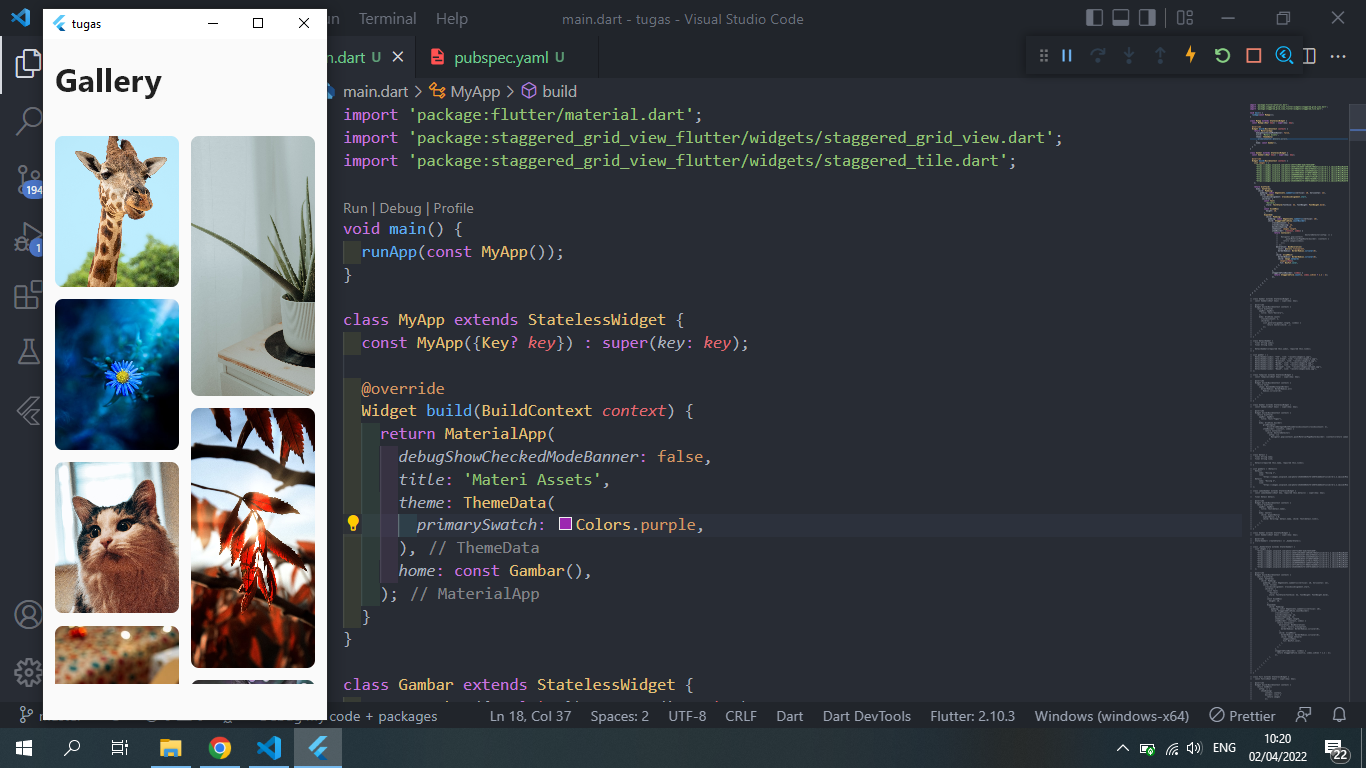 tugas
Gallery
Terminal Help
main.dart - tugas - Visual Studio Code
n.dart U
pubspec.yaml U
main.dart > MyApp > build
import 'package:flutter/material.dart';
import 'package:staggered_grid_view_flutter/widgets/staggered_grid_view.dart';
import 'package:staggered_grid_view_flutter/widgets/staggered_tile.dart';
Run | Debug | Profile
void main() {
runApp(const MyApp());
}
class MyApp extends StatelessWidget {
const MyApp({Key? key}) : super(key: key);
@override
Widget build(BuildContext context) {
return MaterialApp(
debugShowCheckedModeBanner: false,
title: 'Materi Assets',
theme: ThemeData(
primarySwatch: Colors.purple,
), // ThemeData
home: const Gambar(),
); // MaterialApp
}
}
class Gambar extends StatelessWidget {
194
1
code + packages
Ln 18, Col 37
Spaces: 2
UTF-8
CRLF
Dart
Dart DevTools
Flutter: 2.10.3
Windows (windows-x64)
Prettier
ENG
10:20
02/04/2022
22